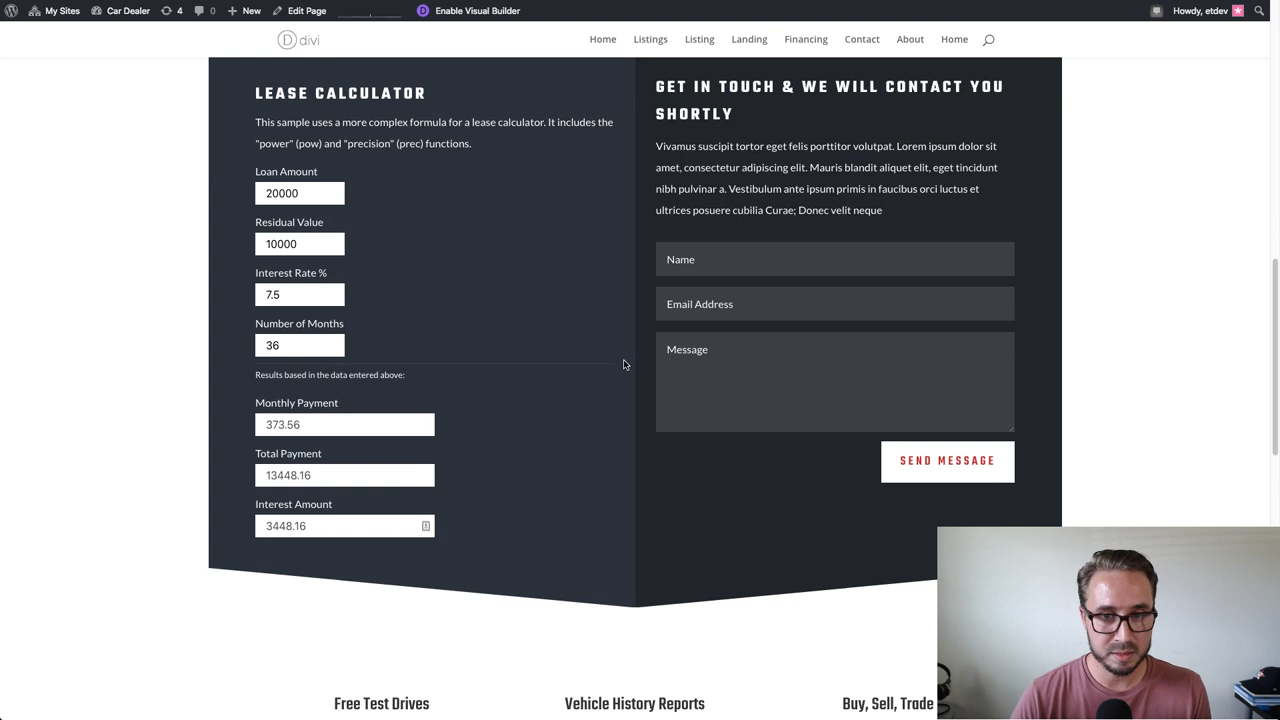 My Sites
Car Dealer
4
0
New
Edit Page
D
Enable Visual Builder
Howdy, etdev
D divi
Home
Listings
Listing
Landing
Financing
Contact
About
Home
LEASE CALCULATOR
This sample uses a more complex formula for a lease calculator. It includes the
"power" (pow) and "precision" (prec) functions.
Loan Amount
20000
Residual Value
10000
Interest Rate %
7.5
Number of Months
36
Results based in the data entered above:
Monthly Payment
373.56
Total Payment
13448.16
Interest Amount
3448.16
GET IN TOUCH & WE WILL CONTACT YOU
SHORTLY
Vivamus suscipit tortor eget felis porttitor volutpat. Lorem ipsum dolor sit
amet, consectetur adipiscing elit. Mauris blandit aliquet elit, eget tincidunt
nibh pulvinar a. Vestibulum ante ipsum primis in faucibus orci luctus et
ultrices posuere cubilia Curae; Donec velit neque
Name
Email Address
Message
SEND MESSAGE
Free Test Drives
Vehicle History Reports
Buy, Sell, Trade